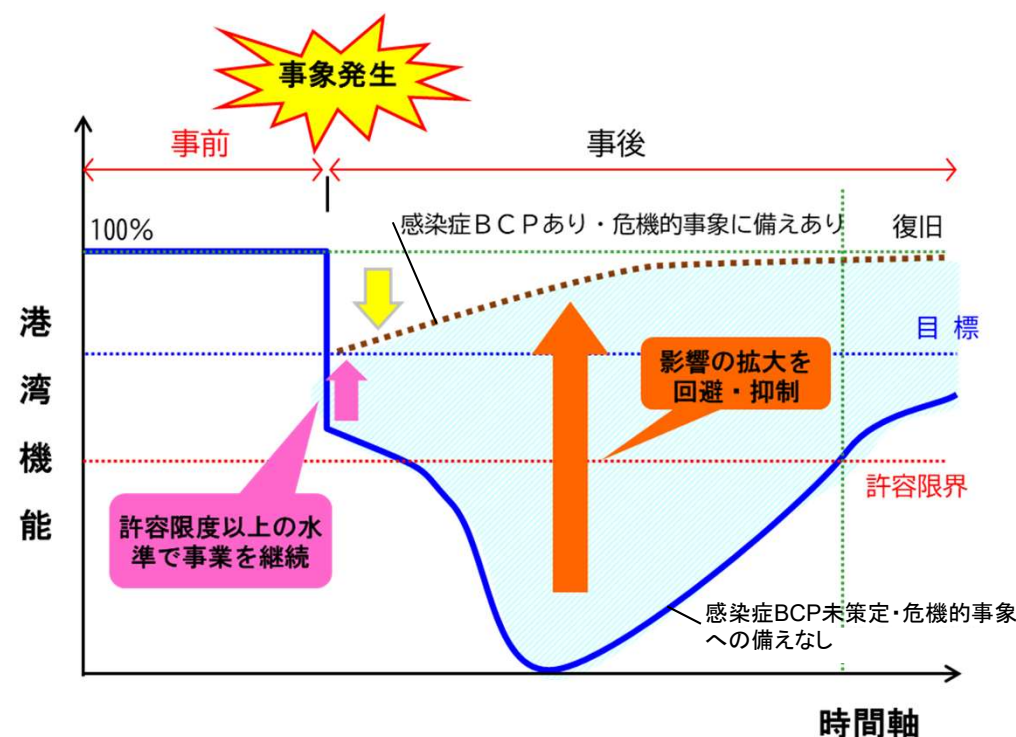 事象発生
事前
事後
100%
感染症ＢＣＰあり・危機的事象に備えあり
復旧
港湾機能
目 標
影響の拡大を
回避・抑制
許容限界
許容限度以上の水
準で事業を継続
感染症BCP未策定・危機的事象
への備えなし
時間軸